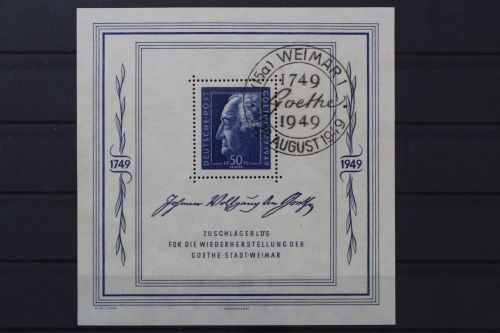 (15a) WEIMAR 1
1749
Goethe
1949
AUGUST 1949
DEUTSCHE·POST
50
1749
1949
Johann Wolfgang von Goethe
ZUSCHLAGERLÖS
FÜR DIE WIEDERHERSTELLUNG DER
GOETHE-STADT-WEIMAR